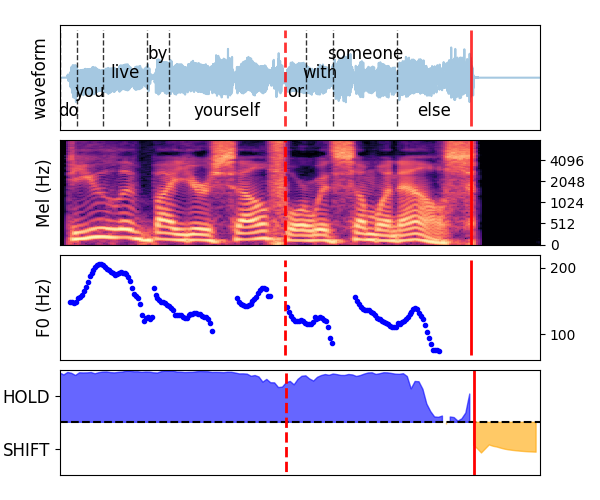 waveform
do you live by yourself or with someone else
Mel (Hz)
4096
2048
1024
512
0
F0 (Hz)
200
100
HOLD
SHIFT